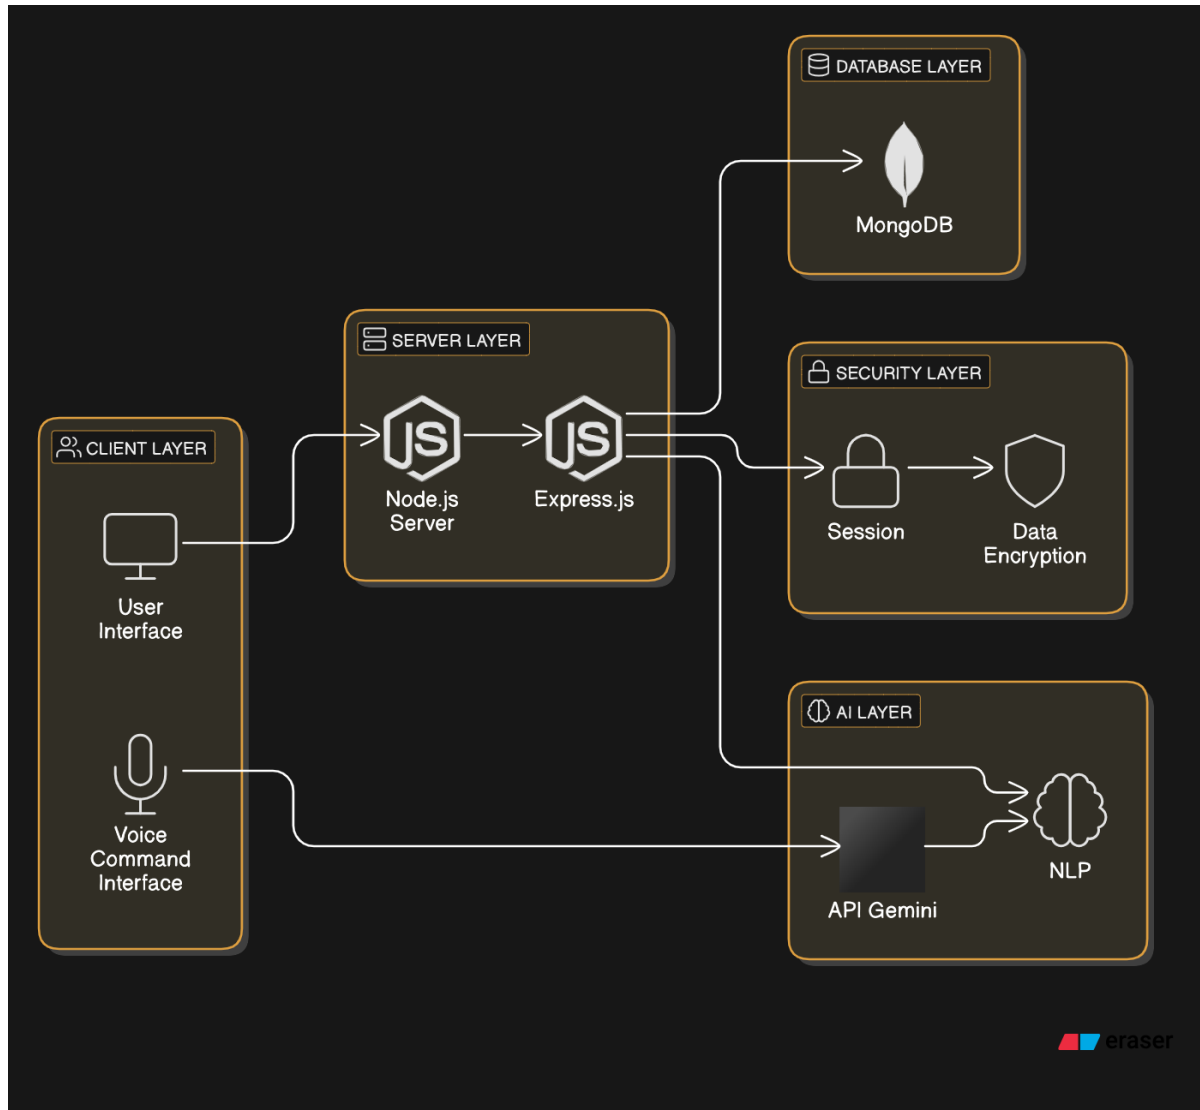 DATABASE LAYER
MongoDB
SERVER LAYER
JS
Node.js
Server
JS
Express.js
SECURITY LAYER
Session
Data
Encryption
CLIENT LAYER
User
Interface
Voice
Command
Interface
AI LAYER
API Gemini
NLP
eraser